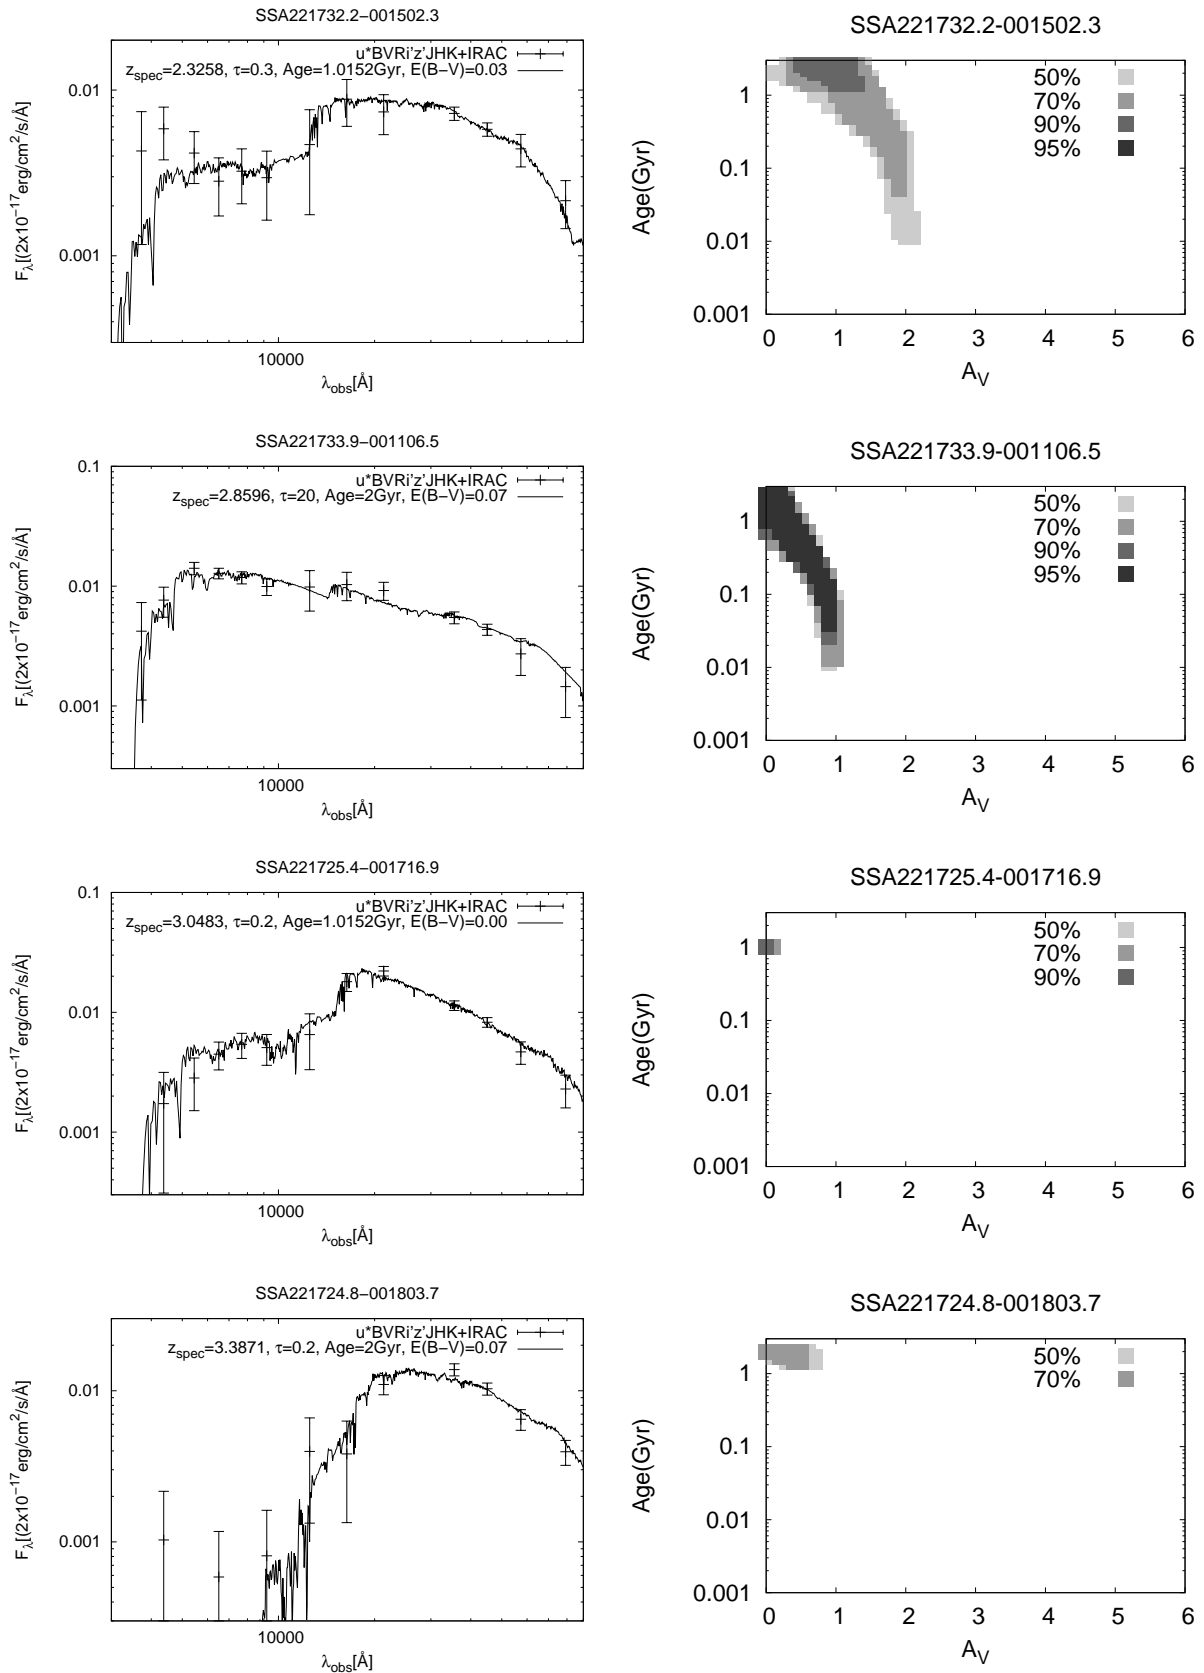 SSA221732.2−001502.3
u*BVRi'z'JHK+IRAC
z_spec=2.3258, τ=0.3, Age=1.0152Gyr, E(B−V)=0.03
0.01
0.001
F_λ[(2x10^−17erg/cm^2/s/Å]
10000
λ_obs[Å]
SSA221732.2-001502.3
50%
70%
90%
95%
1
0.1
0.01
0.001
Age(Gyr)
0 1 2 3 4 5 6
A_V
SSA221733.9−001106.5
u*BVRi'z'JHK+IRAC
z_spec=2.8596, τ=20, Age=2Gyr, E(B−V)=0.07
0.1
0.01
0.001
F_λ[(2x10^−17erg/cm^2/s/Å]
10000
λ_obs[Å]
SSA221733.9-001106.5
50%
70%
90%
95%
1
0.1
0.01
0.001
Age(Gyr)
0 1 2 3 4 5 6
A_V
SSA221725.4−001716.9
u*BVRi'z'JHK+IRAC
z_spec=3.0483, τ=0.2, Age=1.0152Gyr, E(B−V)=0.00
0.1
0.01
0.001
F_λ[(2x10^−17erg/cm^2/s/Å]
10000
λ_obs[Å]
SSA221725.4-001716.9
50%
70%
90%
1
0.1
0.01
0.001
Age(Gyr)
0 1 2 3 4 5 6
A_V
SSA221724.8−001803.7
u*BVRi'z'JHK+IRAC
z_spec=3.3871, τ=0.2, Age=2Gyr, E(B−V)=0.07
0.01
0.001
F_λ[(2x10^−17erg/cm^2/s/Å]
10000
λ_obs[Å]
SSA221724.8-001803.7
50%
70%
1
0.1
0.01
0.001
Age(Gyr)
0 1 2 3 4 5 6
A_V